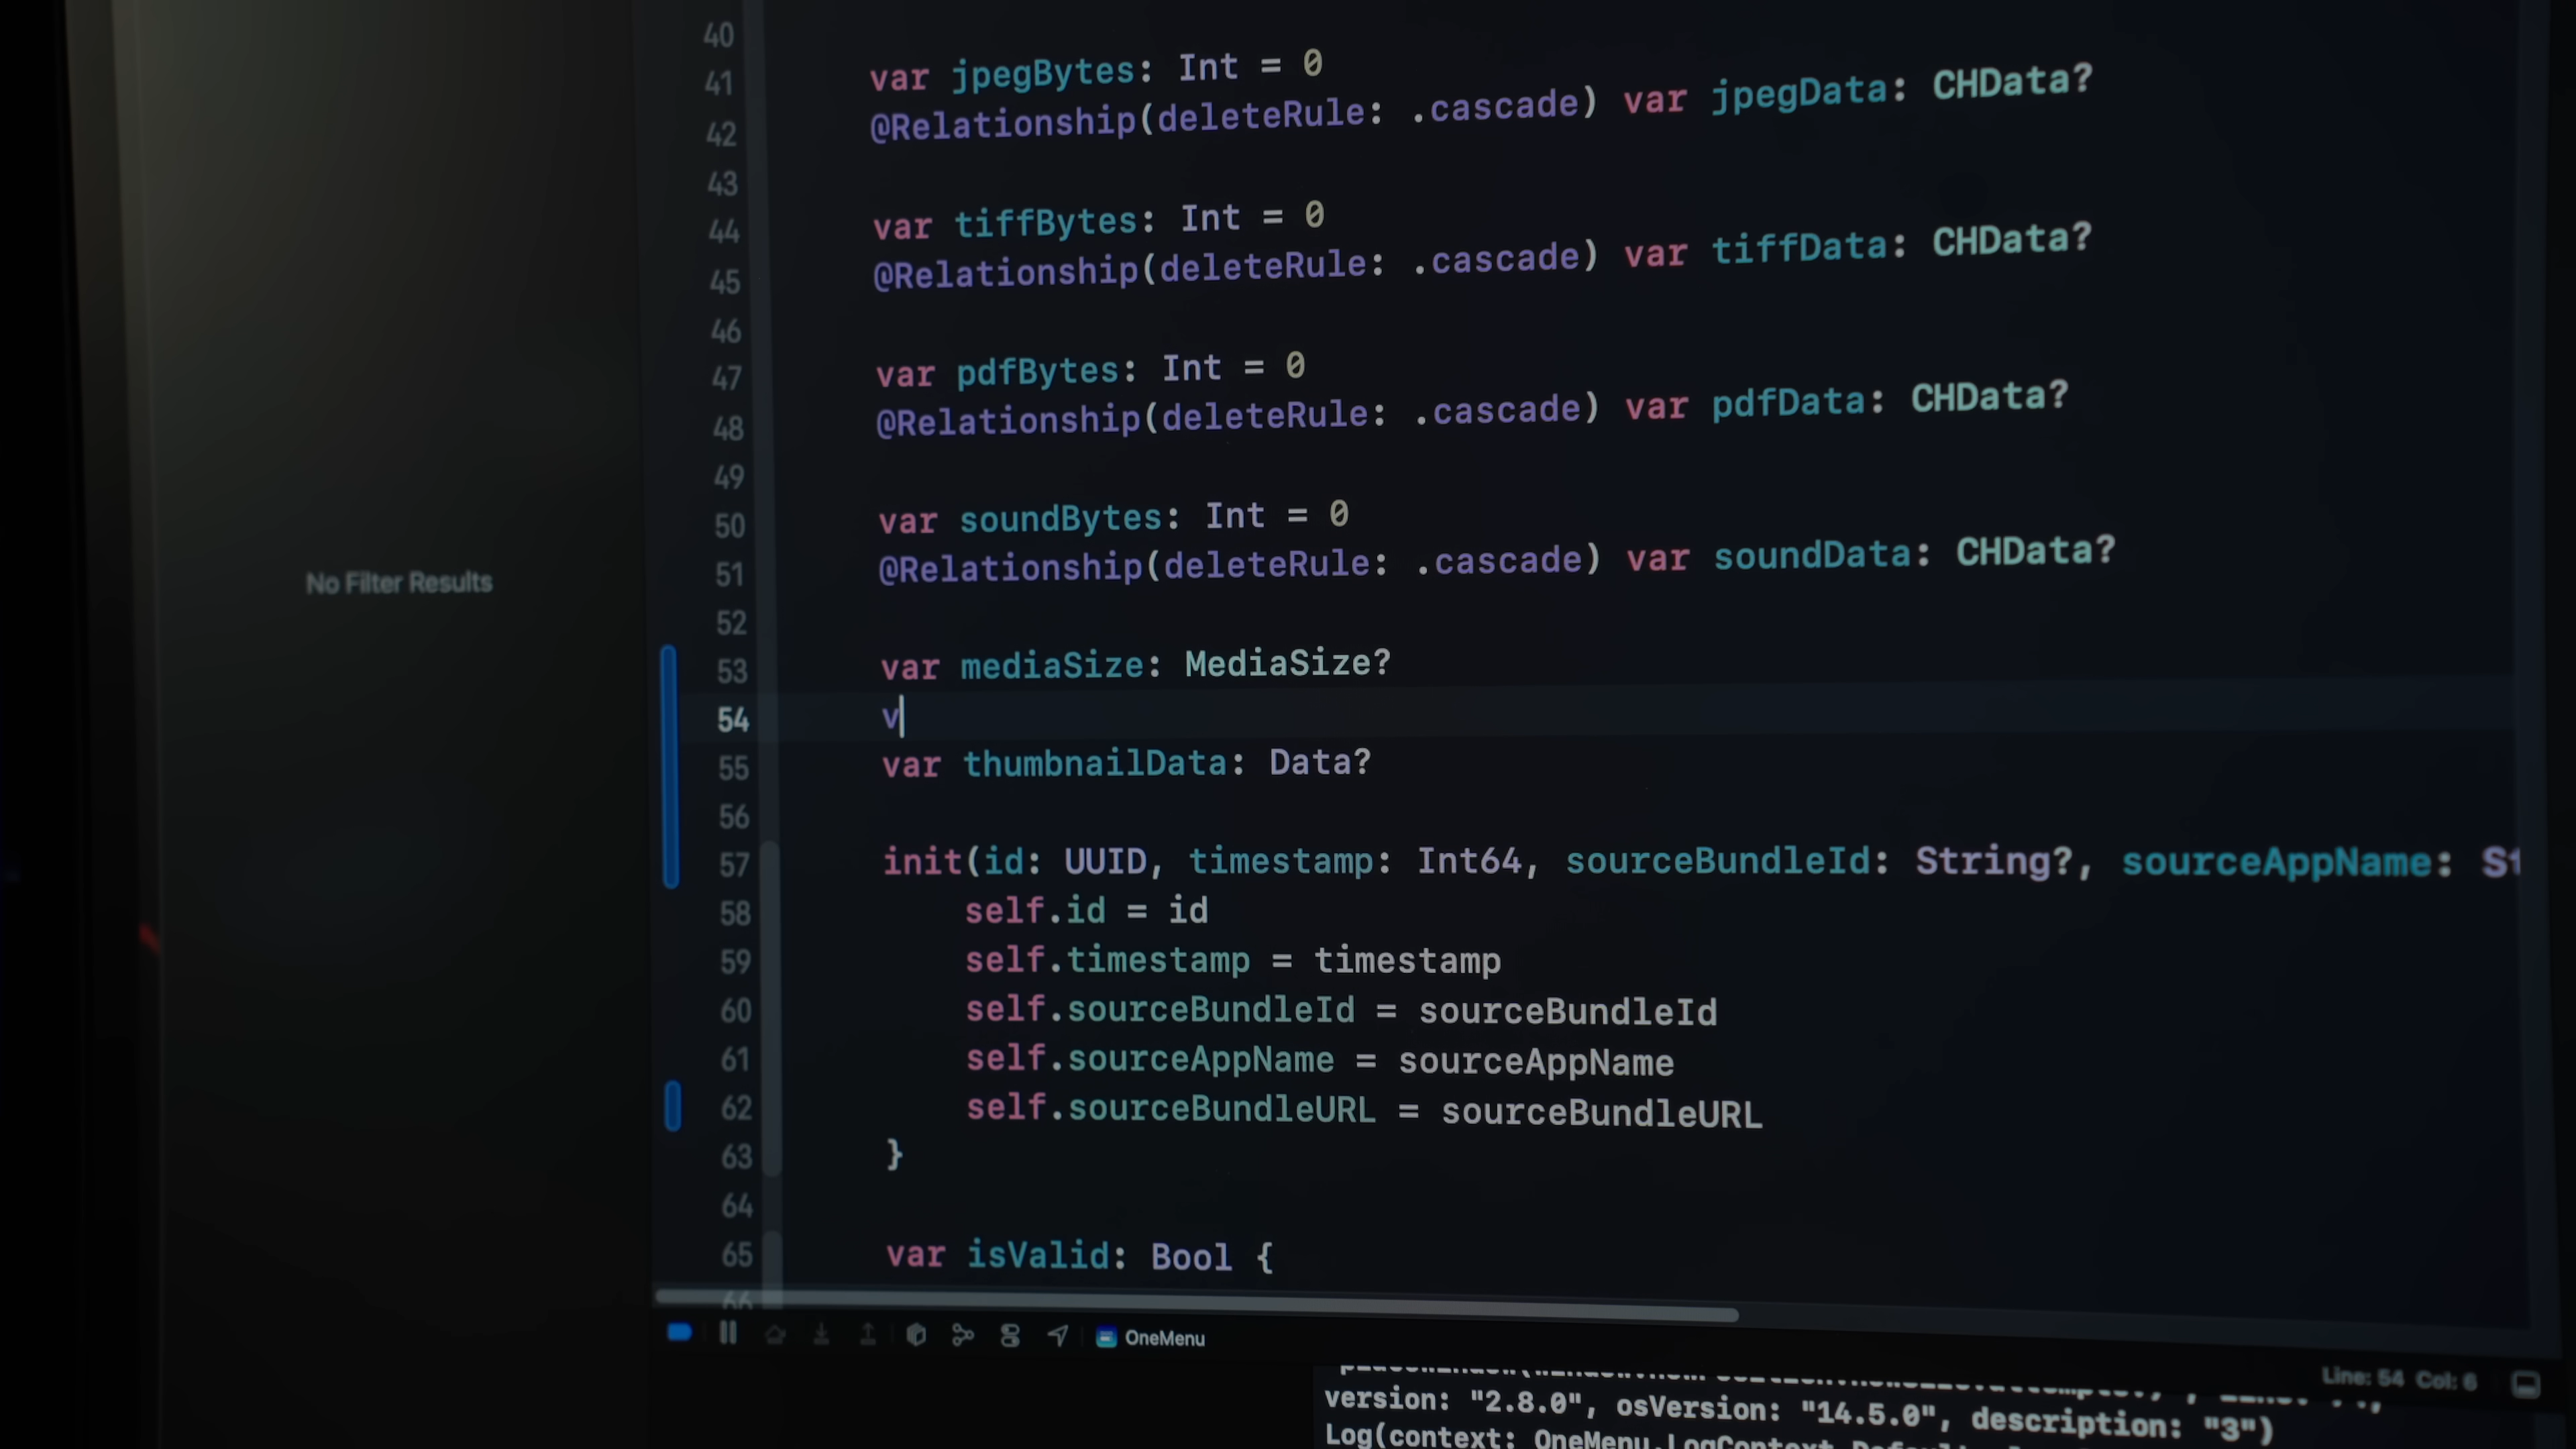 40
41 var jpegBytes: Int = 0
42 @Relationship(deleteRule: .cascade) var jpegData: CHData?
43
44 var tiffBytes: Int = 0
45 @Relationship(deleteRule: .cascade) var tiffData: CHData?
46
47 var pdfBytes: Int = 0
48 @Relationship(deleteRule: .cascade) var pdfData: CHData?
49
50 var soundBytes: Int = 0
51 @Relationship(deleteRule: .cascade) var soundData: CHData?
No Filter Results
52
53 var mediaSize: MediaSize?
54 v
55 var thumbnailData: Data?
56
57 init(id: UUID, timestamp: Int64, sourceBundleId: String?, sourceAppName: St
58 self.id = id
59 self.timestamp = timestamp
60 self.sourceBundleId = sourceBundleId
61 self.sourceAppName = sourceAppName
62 self.sourceBundleURL = sourceBundleURL
63 }
64
65 var isValid: Bool {
66
OneMenu
Line: 54 Col: 6
version: "2.8.0", osVersion: "14.5.0", description: "3")
Log(context: OneMenu.LogContext